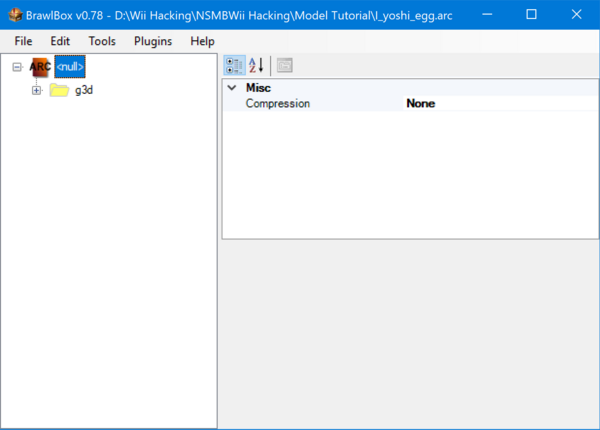 BrawlBox v0.78 - D:\Wii Hacking\NSMBWii Hacking\Model Tutorial\I_yoshi_egg.arc
File Edit Tools Plugins Help
ARC <null>
g3d
A Z
Misc
Compression None